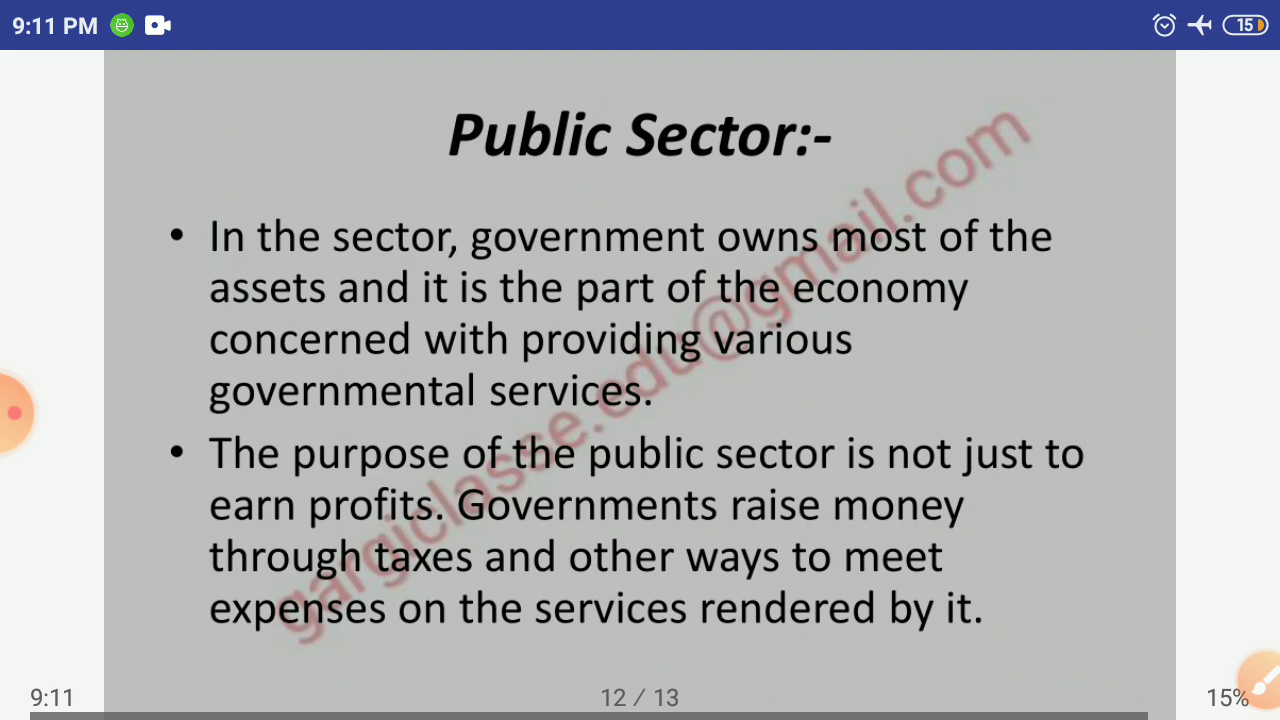 9:11 PM
15
Public Sector:-
• In the sector, government owns most of the
assets and it is the part of the economy
concerned with providing various
governmental services.
• The purpose of the public sector is not just to
earn profits. Governments raise money
through taxes and other ways to meet
expenses on the services rendered by it.
gargiclasse.edu@gmail.com
9:11
12 / 13
15%